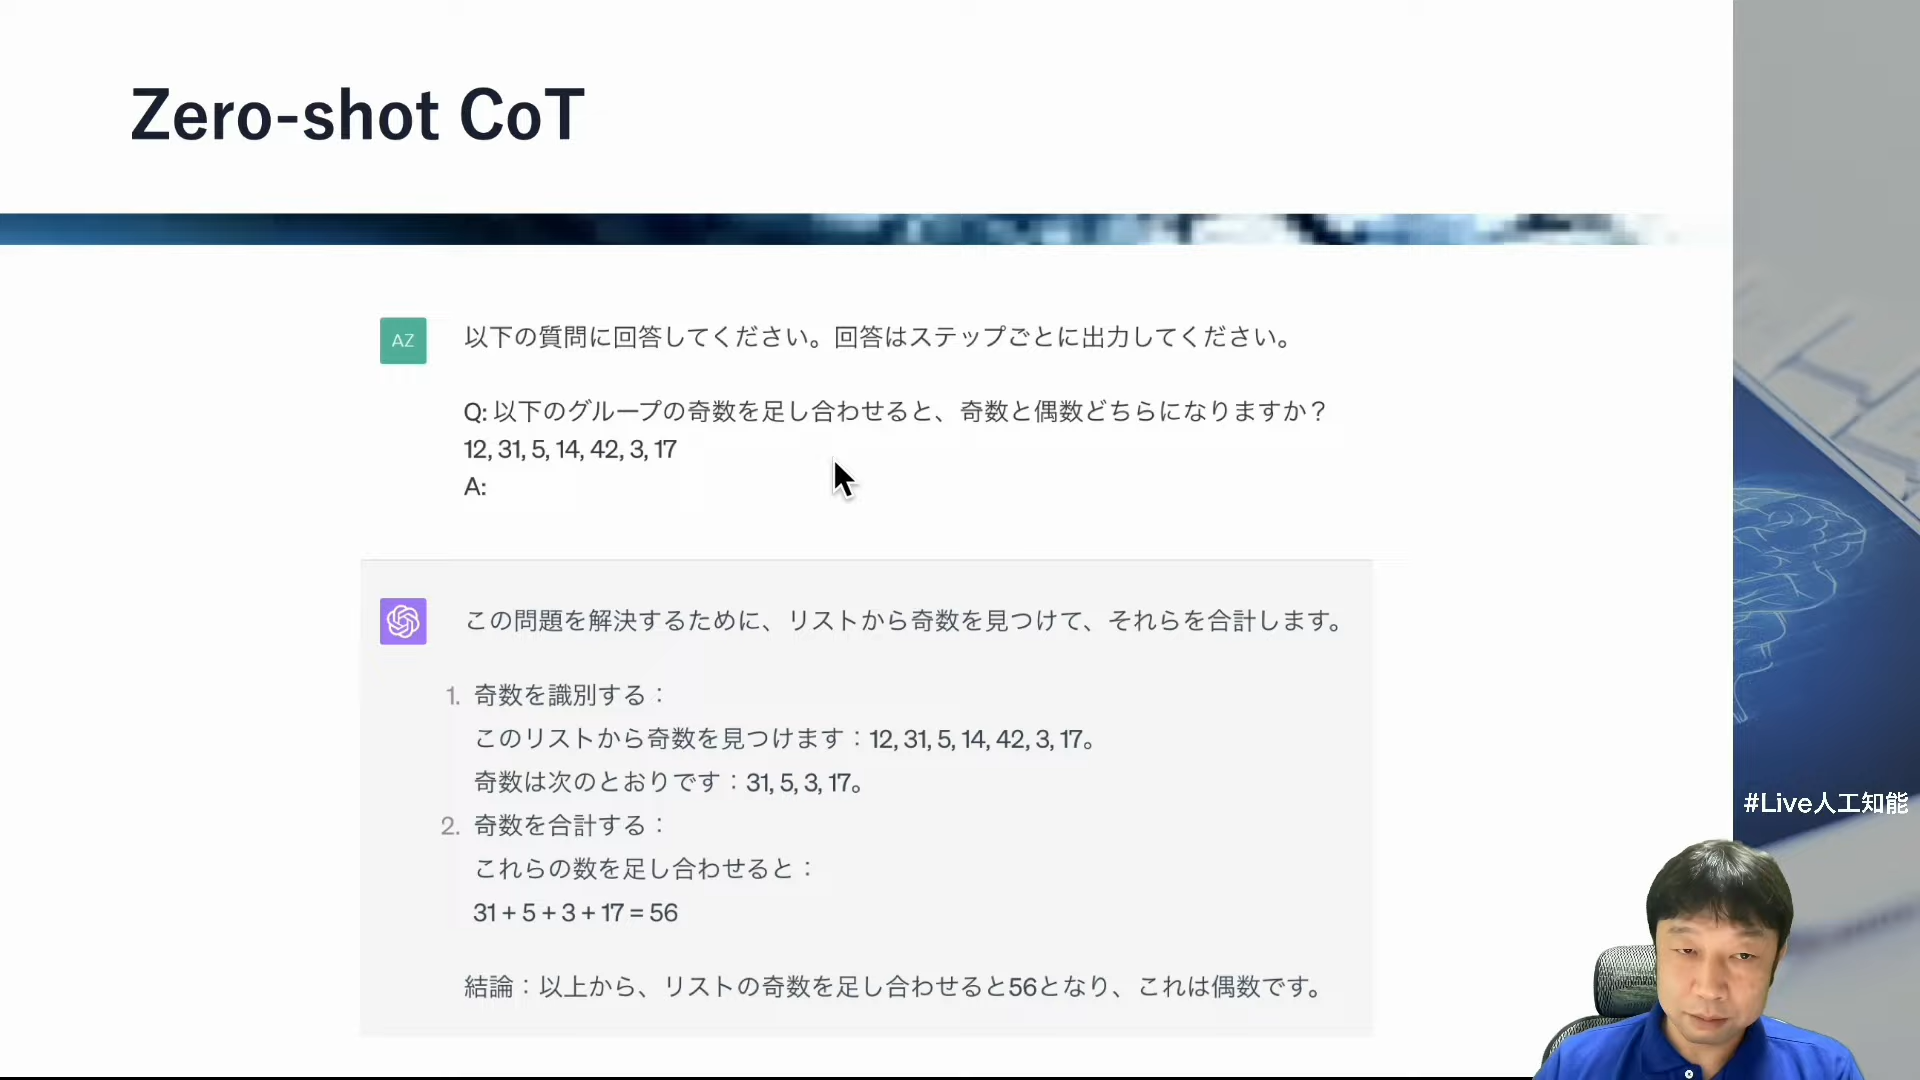 Zero-shot CoT
AZ
以下の質問に回答してください。回答はステップごとに出力してください。
Q: 以下のグループの奇数を足し合わせると、奇数と偶数どちらになりますか？
12, 31, 5, 14, 42, 3, 17
A:
この問題を解決するために、リストから奇数を見つけて、それらを合計します。
1. 奇数を識別する：
このリストから奇数を見つけます：12, 31, 5, 14, 42, 3, 17。
奇数は次のとおりです：31, 5, 3, 17。
2. 奇数を合計する：
これらの数を足し合わせると：
31 + 5 + 3 + 17 = 56
結論：以上から、リストの奇数を足し合わせると56となり、これは偶数です。
#Live人工知能